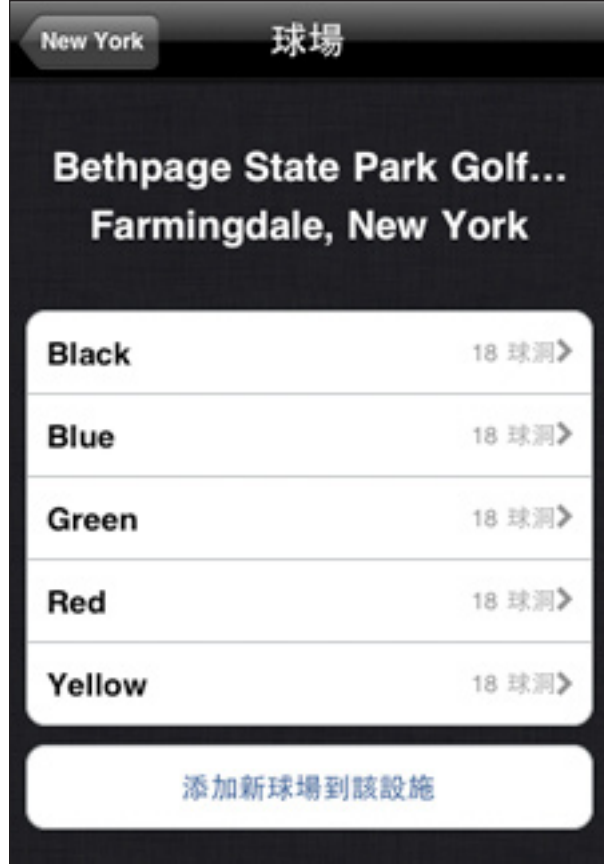 New York
球場
Bethpage State Park Golf...
Farmingdale, New York
Black 18 球洞
Blue 18 球洞
Green 18 球洞
Red 18 球洞
Yellow 18 球洞
添加新球場到該設施